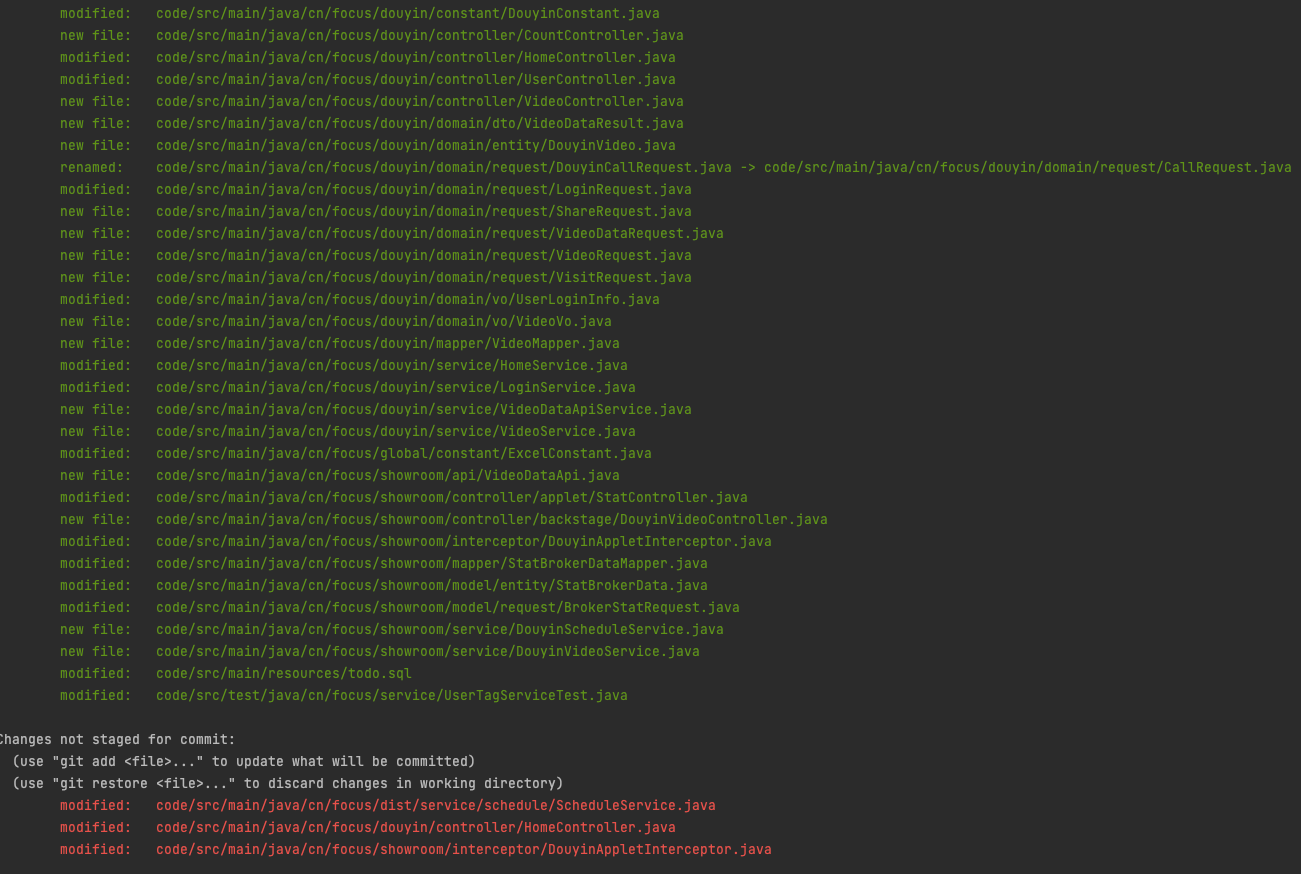 modified:   code/src/main/java/cn/focus/douyin/constant/DouyinConstant.java
new file:   code/src/main/java/cn/focus/douyin/controller/CountController.java
modified:   code/src/main/java/cn/focus/douyin/controller/HomeController.java
modified:   code/src/main/java/cn/focus/douyin/controller/UserController.java
new file:   code/src/main/java/cn/focus/douyin/controller/VideoController.java
new file:   code/src/main/java/cn/focus/douyin/domain/dto/VideoDataResult.java
new file:   code/src/main/java/cn/focus/douyin/domain/entity/DouyinVideo.java
renamed:    code/src/main/java/cn/focus/douyin/domain/request/DouyinCallRequest.java -> code/src/main/java/cn/focus/douyin/domain/request/CallRequest.java
modified:   code/src/main/java/cn/focus/douyin/domain/request/LoginRequest.java
new file:   code/src/main/java/cn/focus/douyin/domain/request/ShareRequest.java
new file:   code/src/main/java/cn/focus/douyin/domain/request/VideoDataRequest.java
new file:   code/src/main/java/cn/focus/douyin/domain/request/VideoRequest.java
new file:   code/src/main/java/cn/focus/douyin/domain/request/VisitRequest.java
modified:   code/src/main/java/cn/focus/douyin/domain/vo/UserLoginInfo.java
new file:   code/src/main/java/cn/focus/douyin/domain/vo/VideoVo.java
new file:   code/src/main/java/cn/focus/douyin/mapper/VideoMapper.java
modified:   code/src/main/java/cn/focus/douyin/service/HomeService.java
modified:   code/src/main/java/cn/focus/douyin/service/LoginService.java
new file:   code/src/main/java/cn/focus/douyin/service/VideoDataApiService.java
new file:   code/src/main/java/cn/focus/douyin/service/VideoService.java
modified:   code/src/main/java/cn/focus/global/constant/ExcelConstant.java
new file:   code/src/main/java/cn/focus/showroom/api/VideoDataApi.java
modified:   code/src/main/java/cn/focus/showroom/controller/applet/StatController.java
new file:   code/src/main/java/cn/focus/showroom/controller/backstage/DouyinVideoController.java
modified:   code/src/main/java/cn/focus/showroom/interceptor/DouyinAppletInterceptor.java
modified:   code/src/main/java/cn/focus/showroom/mapper/StatBrokerDataMapper.java
modified:   code/src/main/java/cn/focus/showroom/model/entity/StatBrokerData.java
modified:   code/src/main/java/cn/focus/showroom/model/request/BrokerStatRequest.java
new file:   code/src/main/java/cn/focus/showroom/service/DouyinScheduleService.java
new file:   code/src/main/java/cn/focus/showroom/service/DouyinVideoService.java
modified:   code/src/main/resources/todo.sql
modified:   code/src/test/java/cn/focus/service/UserTagServiceTest.java
Changes not staged for commit:
(use "git add <file>..." to update what will be committed)
(use "git restore <file>..." to discard changes in working directory)
modified:   code/src/main/java/cn/focus/dist/service/schedule/ScheduleService.java
modified:   code/src/main/java/cn/focus/douyin/controller/HomeController.java
modified:   code/src/main/java/cn/focus/showroom/interceptor/DouyinAppletInterceptor.java